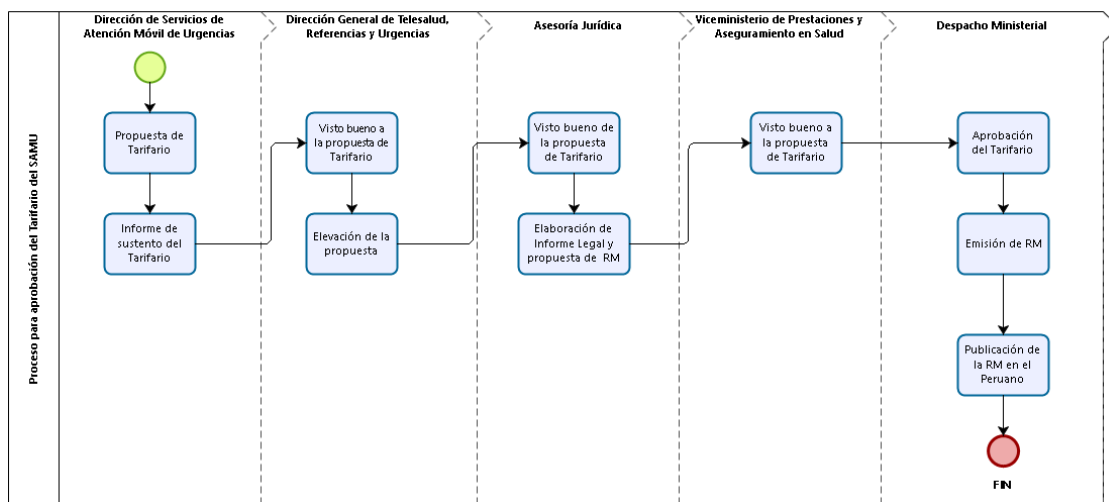 Proceso para aprobación del Tarifario del SAMU
Dirección de Servicios de
Atención Móvil de Urgencias
Dirección General de Telesalud,
Referencias y Urgencias
Asesoría Jurídica
Viceministerio de Prestaciones y
Aseguramiento en Salud
Despacho Ministerial
Propuesta de
Tarifario
Informe de
sustento del
Tarifario
Visto bueno a
la propuesta de
Tarifario
Elevación de la
propuesta
Visto bueno de
la propuesta
de Tarifario
Elaboración de
Informe Legal y
propuesta de RM
Visto bueno a
la propuesta
de Tarifario
Aprobación
del Tarifario
Emisión de RM
Publicación de
la RM en el
Peruano
FIN